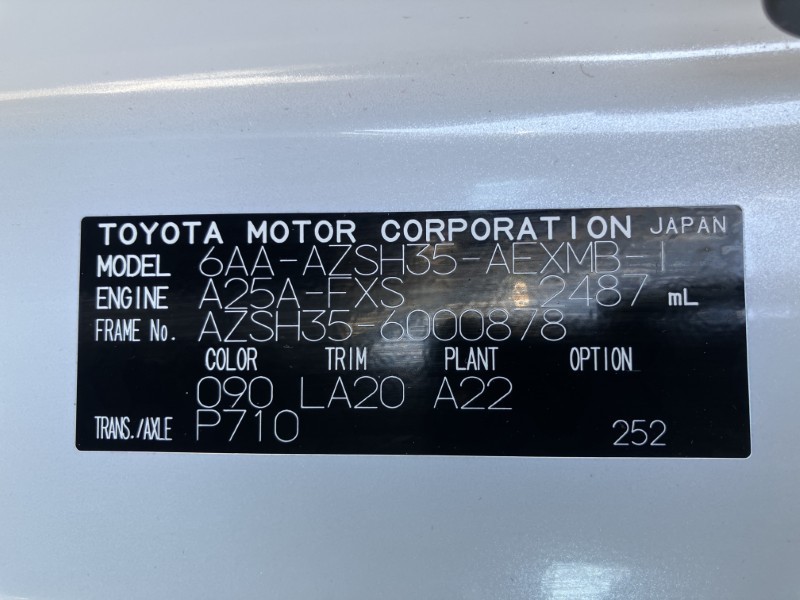 TOYOTA MOTOR CORPORATION JAPAN
MODEL 6AA-AZSH35-AEXMB-I
ENGINE A25A-FXS 2487 mL
FRAME No. AZSH35-6000878
COLOR TRIM PLANT OPTION
090 LA20 A22
TRANS./AXLE P710 252